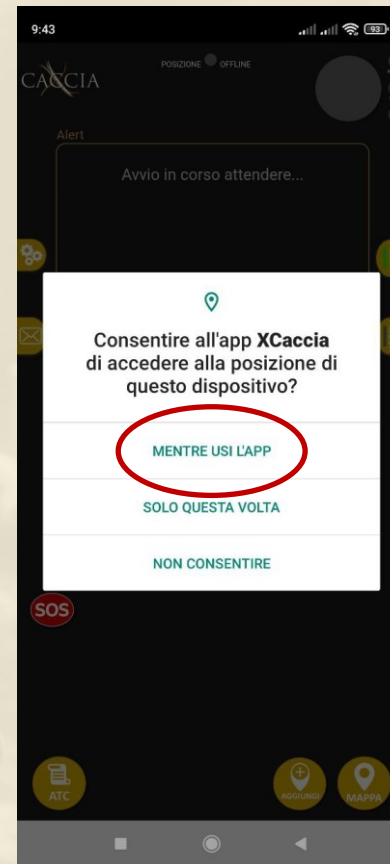 9:43
93
POSIZIONE OFFLINE
CACCIA
Alert
Avvio in corso attendere...
Consentire all'app XCaccia
di accedere alla posizione di
questo dispositivo?
MENTRE USI L'APP
SOLO QUESTA VOLTA
NON CONSENTIRE
SOS
ATC
AGGIUNGI
MAPPA